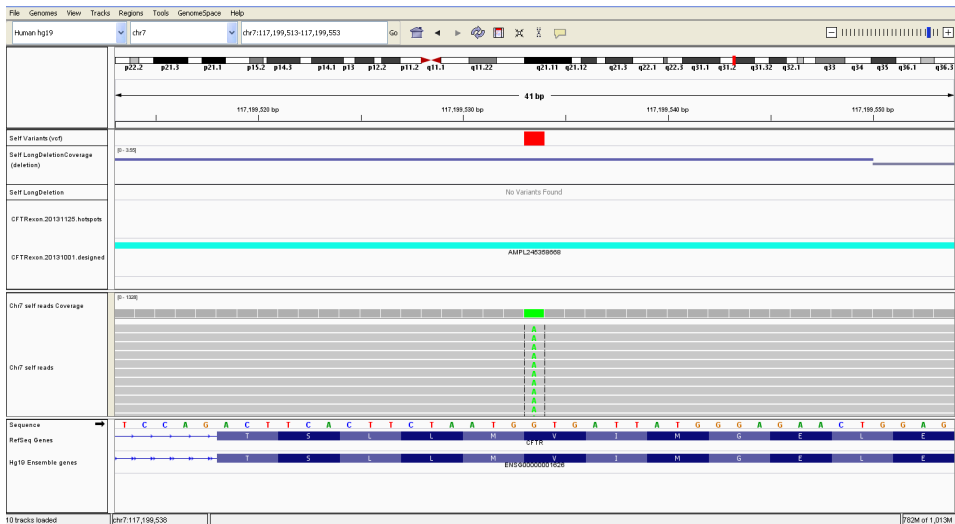 File Genomes View Tracks Regions Tools GenomeSpace Help
Human hg19 chr7 chr7:117,199,513-117,199,553 Go
p22.2 p21.3 p21.1 p15.2 p14.3 p14.1 p13 p12.2 p11.2 q11.1 q11.22 q21.11 q21.12 q21.3 q22.1 q22.3 q31.1 q31.2 q31.32 q32.1 q33 q34 q35 q36.1 q36.3
41 bp
117,199,520 bp 117,199,530 bp 117,199,540 bp 117,199,550 bp
Self Variants (vcf)
Self LongDeletionCoverage
(deletion)
[0 - 3.55]
Self LongDeletion
No Variants Found
CFTRexon.20131125.hotspots
CFTRexon.20131001.designed
AMPL245358668
Chr7 self reads Coverage
[0 - 1328]
Chr7 self reads
A
A
A
A
A
A
A
A
A
A
Sequence
T C C A G A C T T C A C T T C T A A T G G T G A T T A T G G G A G A A C T G G A G
RefSeq Genes
T S L L M V I M G E L E
CFTR
Hg19 Ensemble genes
T S L L M V I M G E L E
ENSG00000001626
10 tracks loaded chr7:117,199,538 782M of 1,013M